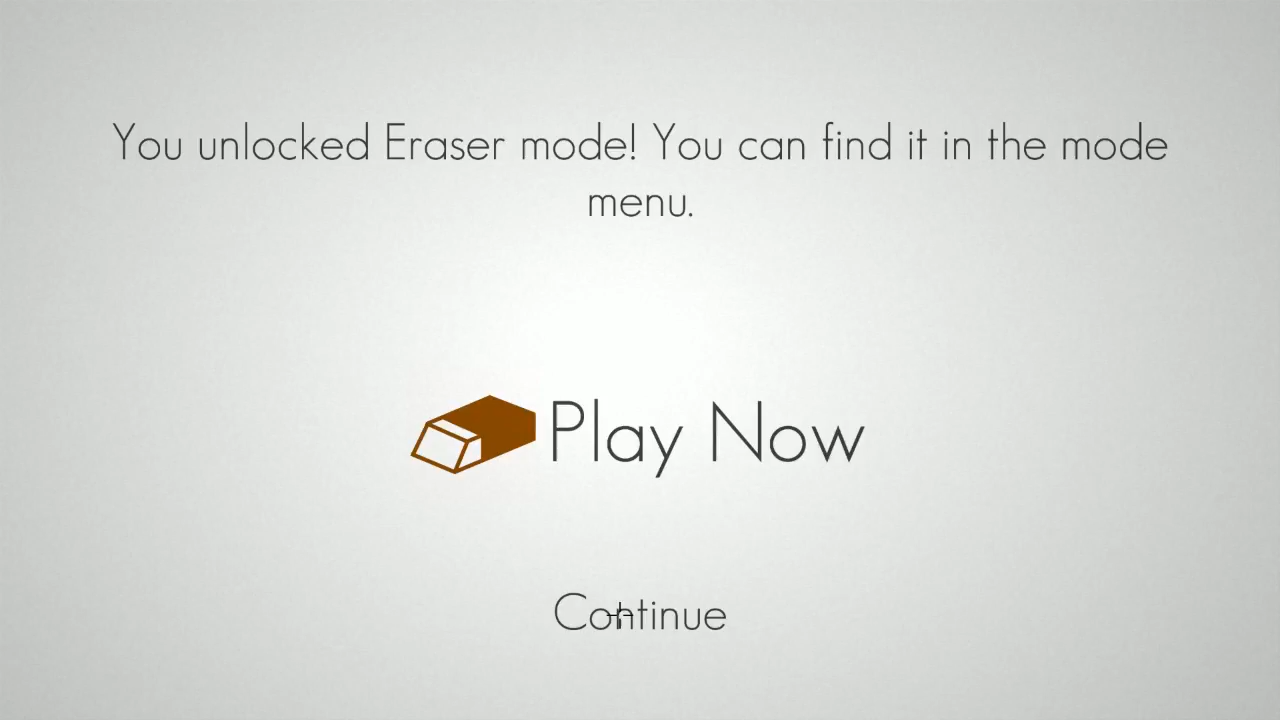 You unlocked Eraser mode! You can find it in the mode
menu.
Play Now
Continue